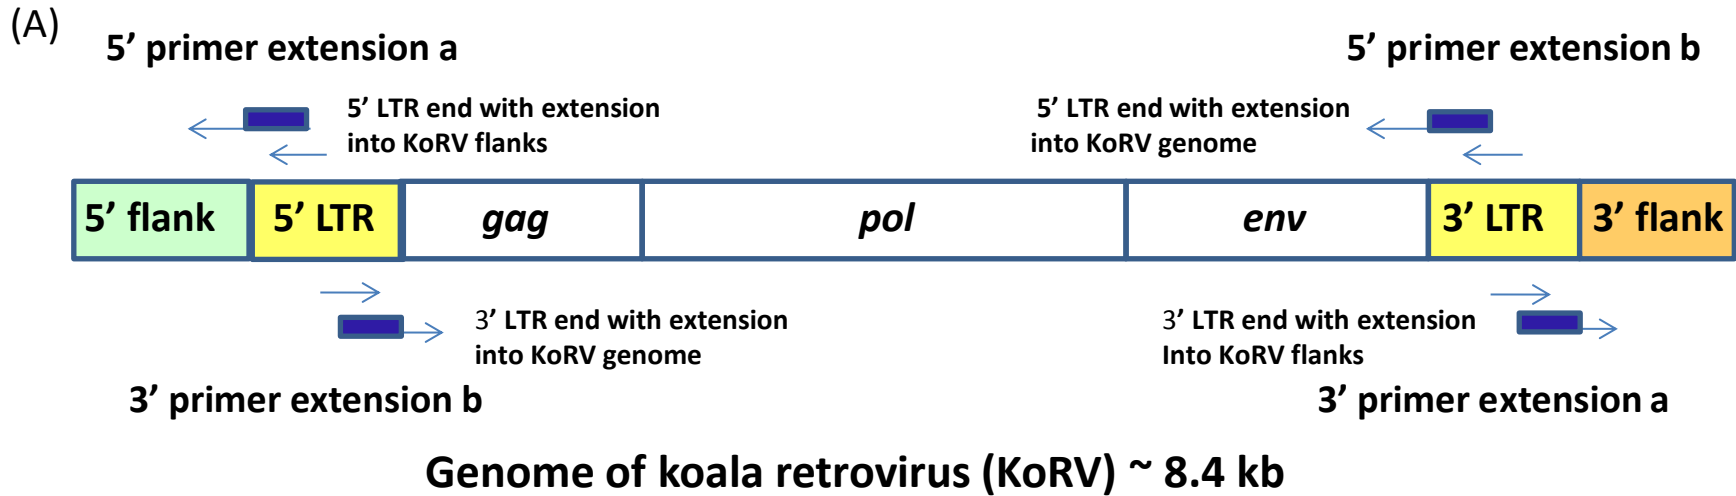 (A)
5’ primer extension a
5’ primer extension b
5’ LTR end with extension
into KoRV flanks
5’ LTR end with extension
into KoRV genome
5’ flank
5’ LTR
gag
pol
env
3’ LTR
3’ flank
3’ LTR end with extension
into KoRV genome
3’ LTR end with extension
Into KoRV flanks
3’ primer extension b
3’ primer extension a
Genome of koala retrovirus (KoRV) ~ 8.4 kb